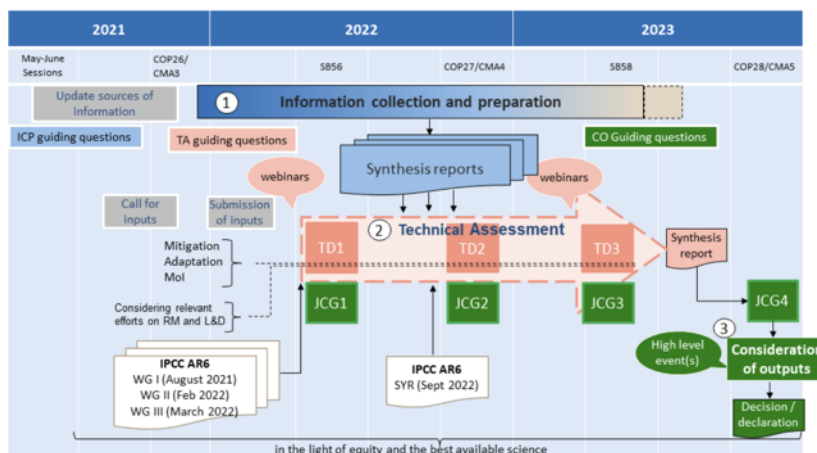 2021
2022
2023
May-June
Sessions
COP26/
CMA3
SB56
COP27/CMA4
SB58
COP28/CMA5
Update sources of
information
1
Information collection and preparation
ICP guiding questions
TA guiding questions
CO Guiding questions
webinars
Synthesis reports
webinars
Call for
inputs
Submission
of inputs
2
Technical Assessment
Mitigation
Adaptation
MoI
TD1
TD2
TD3
Synthesis
report
Considering relevant
efforts on RM and L&D
JCG1
JCG2
JCG3
JCG4
3
High level
event(s)
Consideration
of outputs
IPCC AR6
WG I (August 2021)
WG II (Feb 2022)
WG III (March 2022)
IPCC AR6
SYR (Sept 2022)
Decision /
declaration
in the light of equity and the best available science